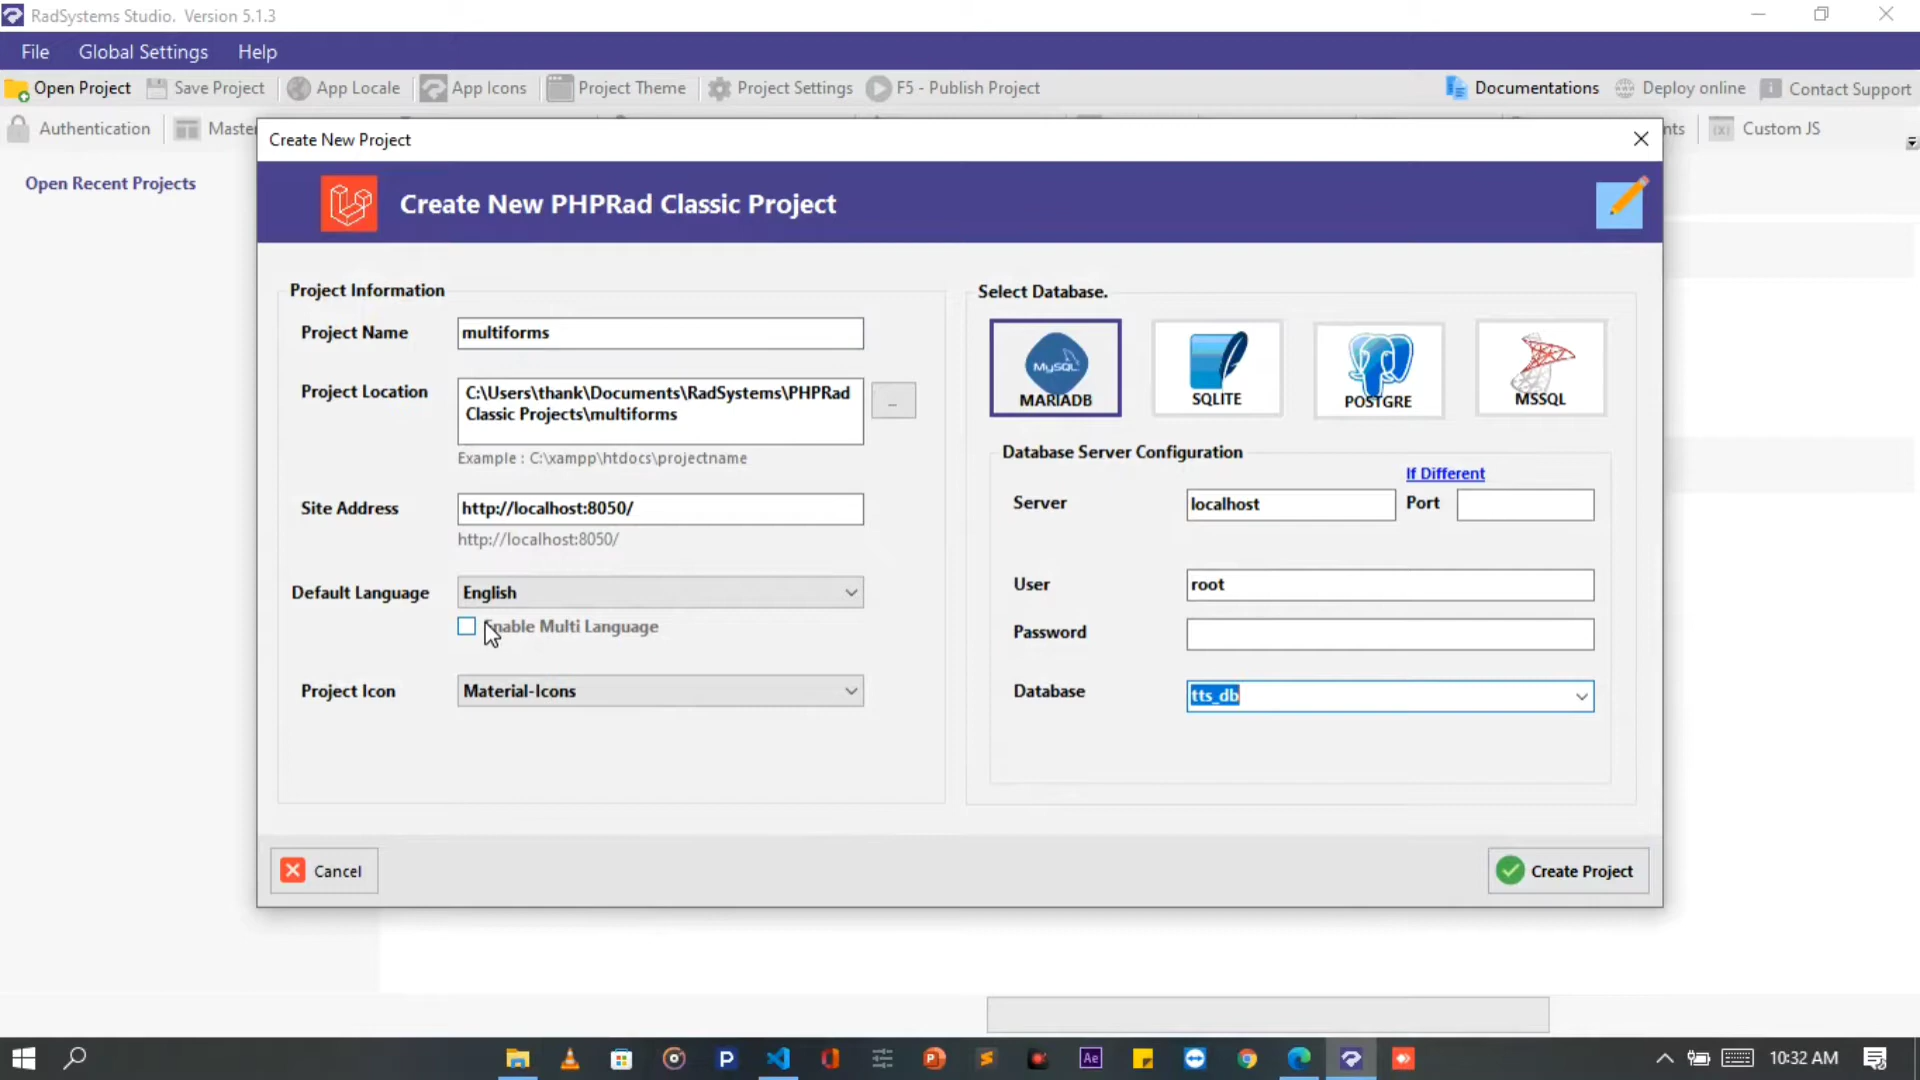 RadSystems Studio. Version 5.1.3
File Global Settings Help
Open Project Save Project App Locale App Icons Project Theme Project Settings F5 - Publish Project Documentations Deploy online Contact Support
Authentication Custom JS
Open Recent Projects
Create New Project
Create New PHPRad Classic Project
Project Information
Project Name multiforms
Project Location C:\Users\thank\Documents\RadSystems\PHPRad
Classic Projects\multiforms
Example : C:\xampp\htdocs\projectname
Site Address http://localhost:8050/
http://localhost:8050/
Default Language English
Enable Multi Language
Project Icon Material-Icons
Select Database.
MySQL
MARIADB SQLITE POSTGRE MSSQL
Database Server Configuration
If Different
Server localhost Port
User root
Password
Database tts_db
Cancel Create Project
10:32 AM